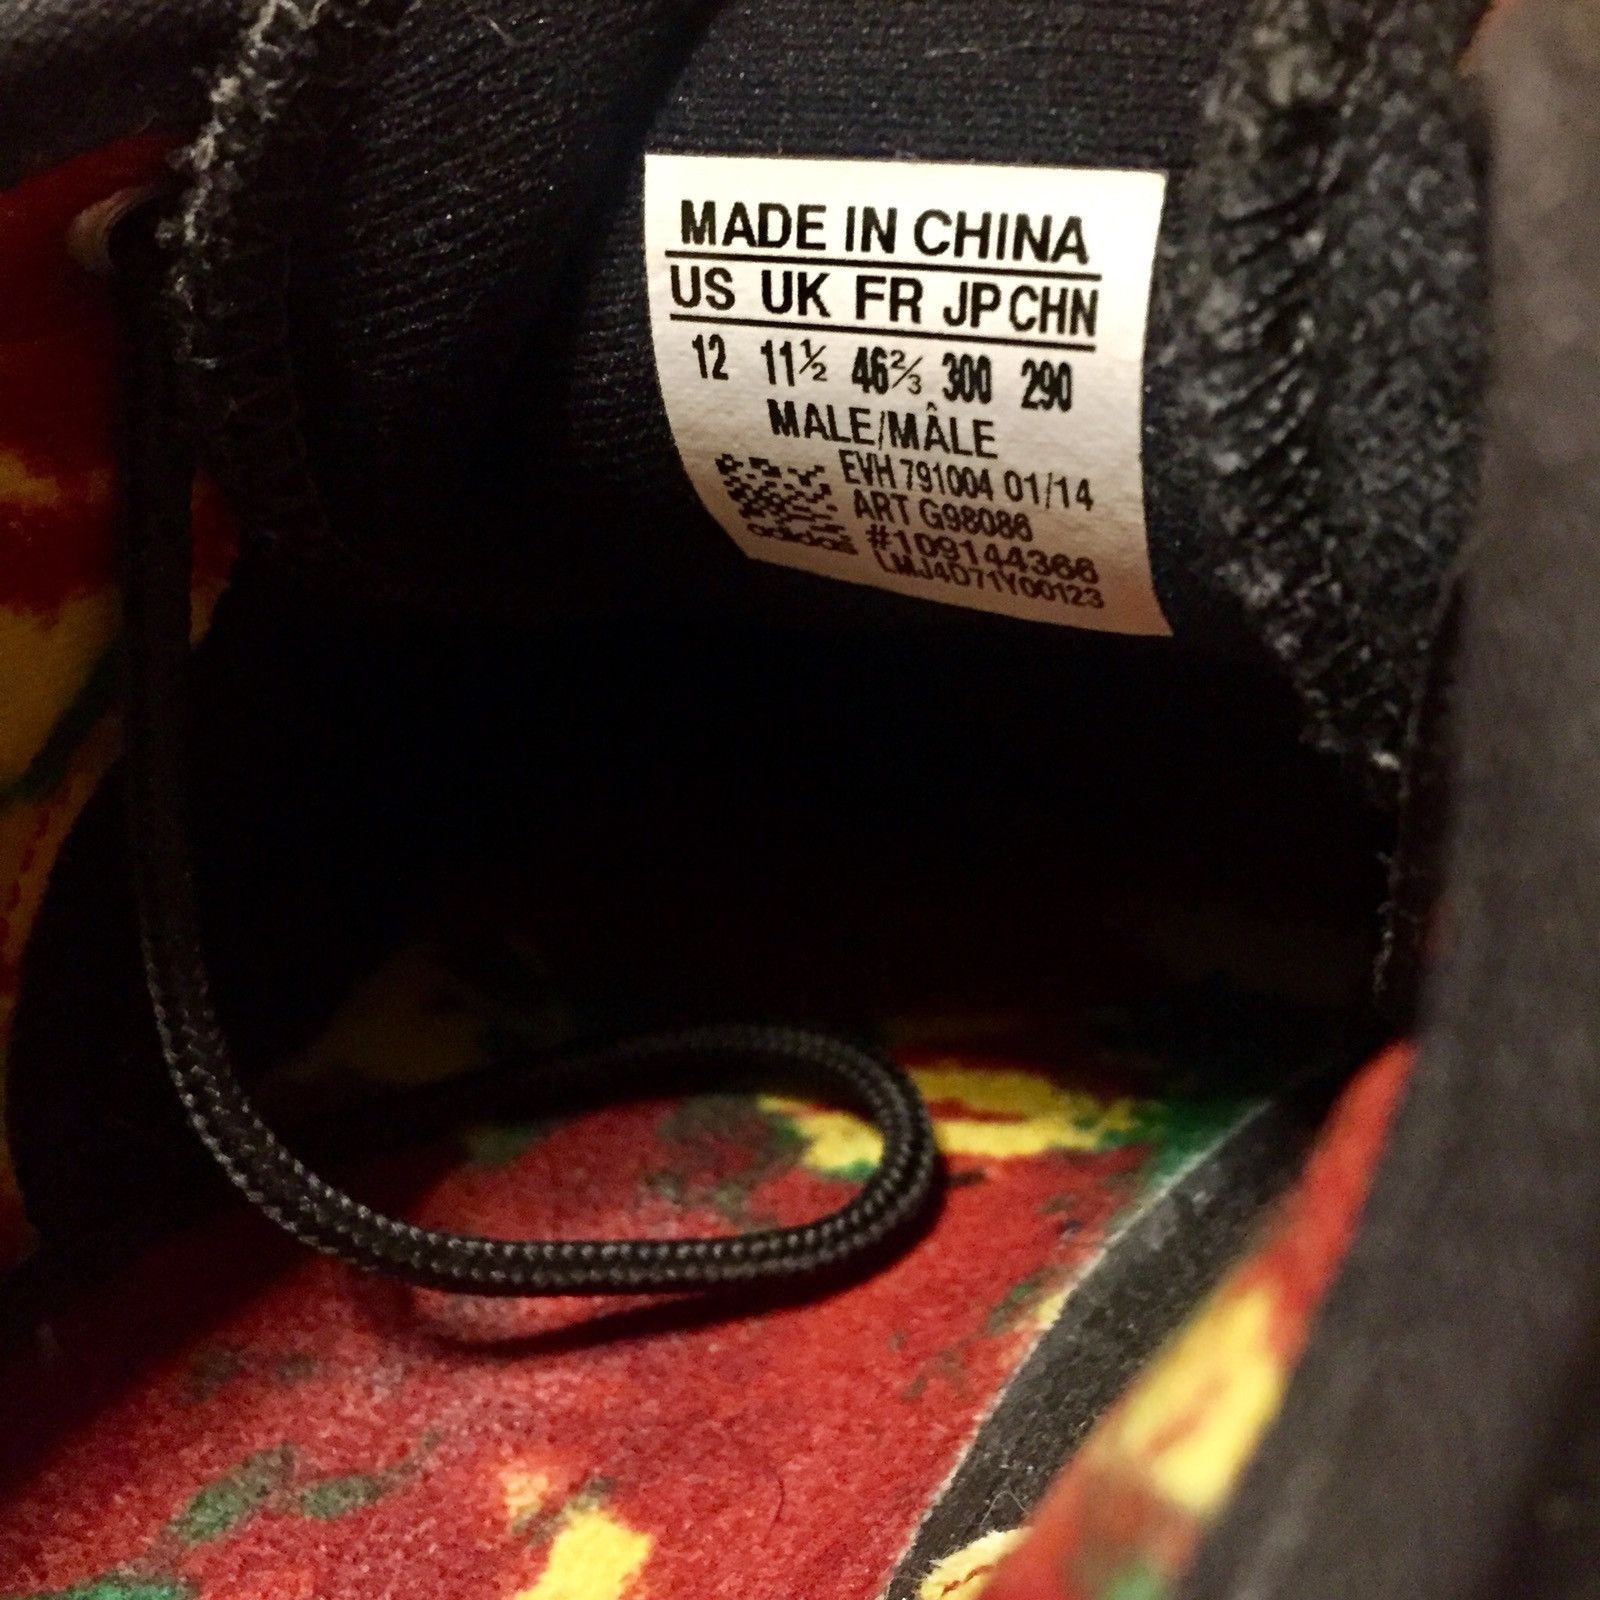 MADE IN CHINA
US UK FR JP CHN
12 11½ 46⅔ 300 290
MALE/MÂLE
EVH 791004 01/14
ART G98086
#109144366
adidas LMJ4D71Y00123